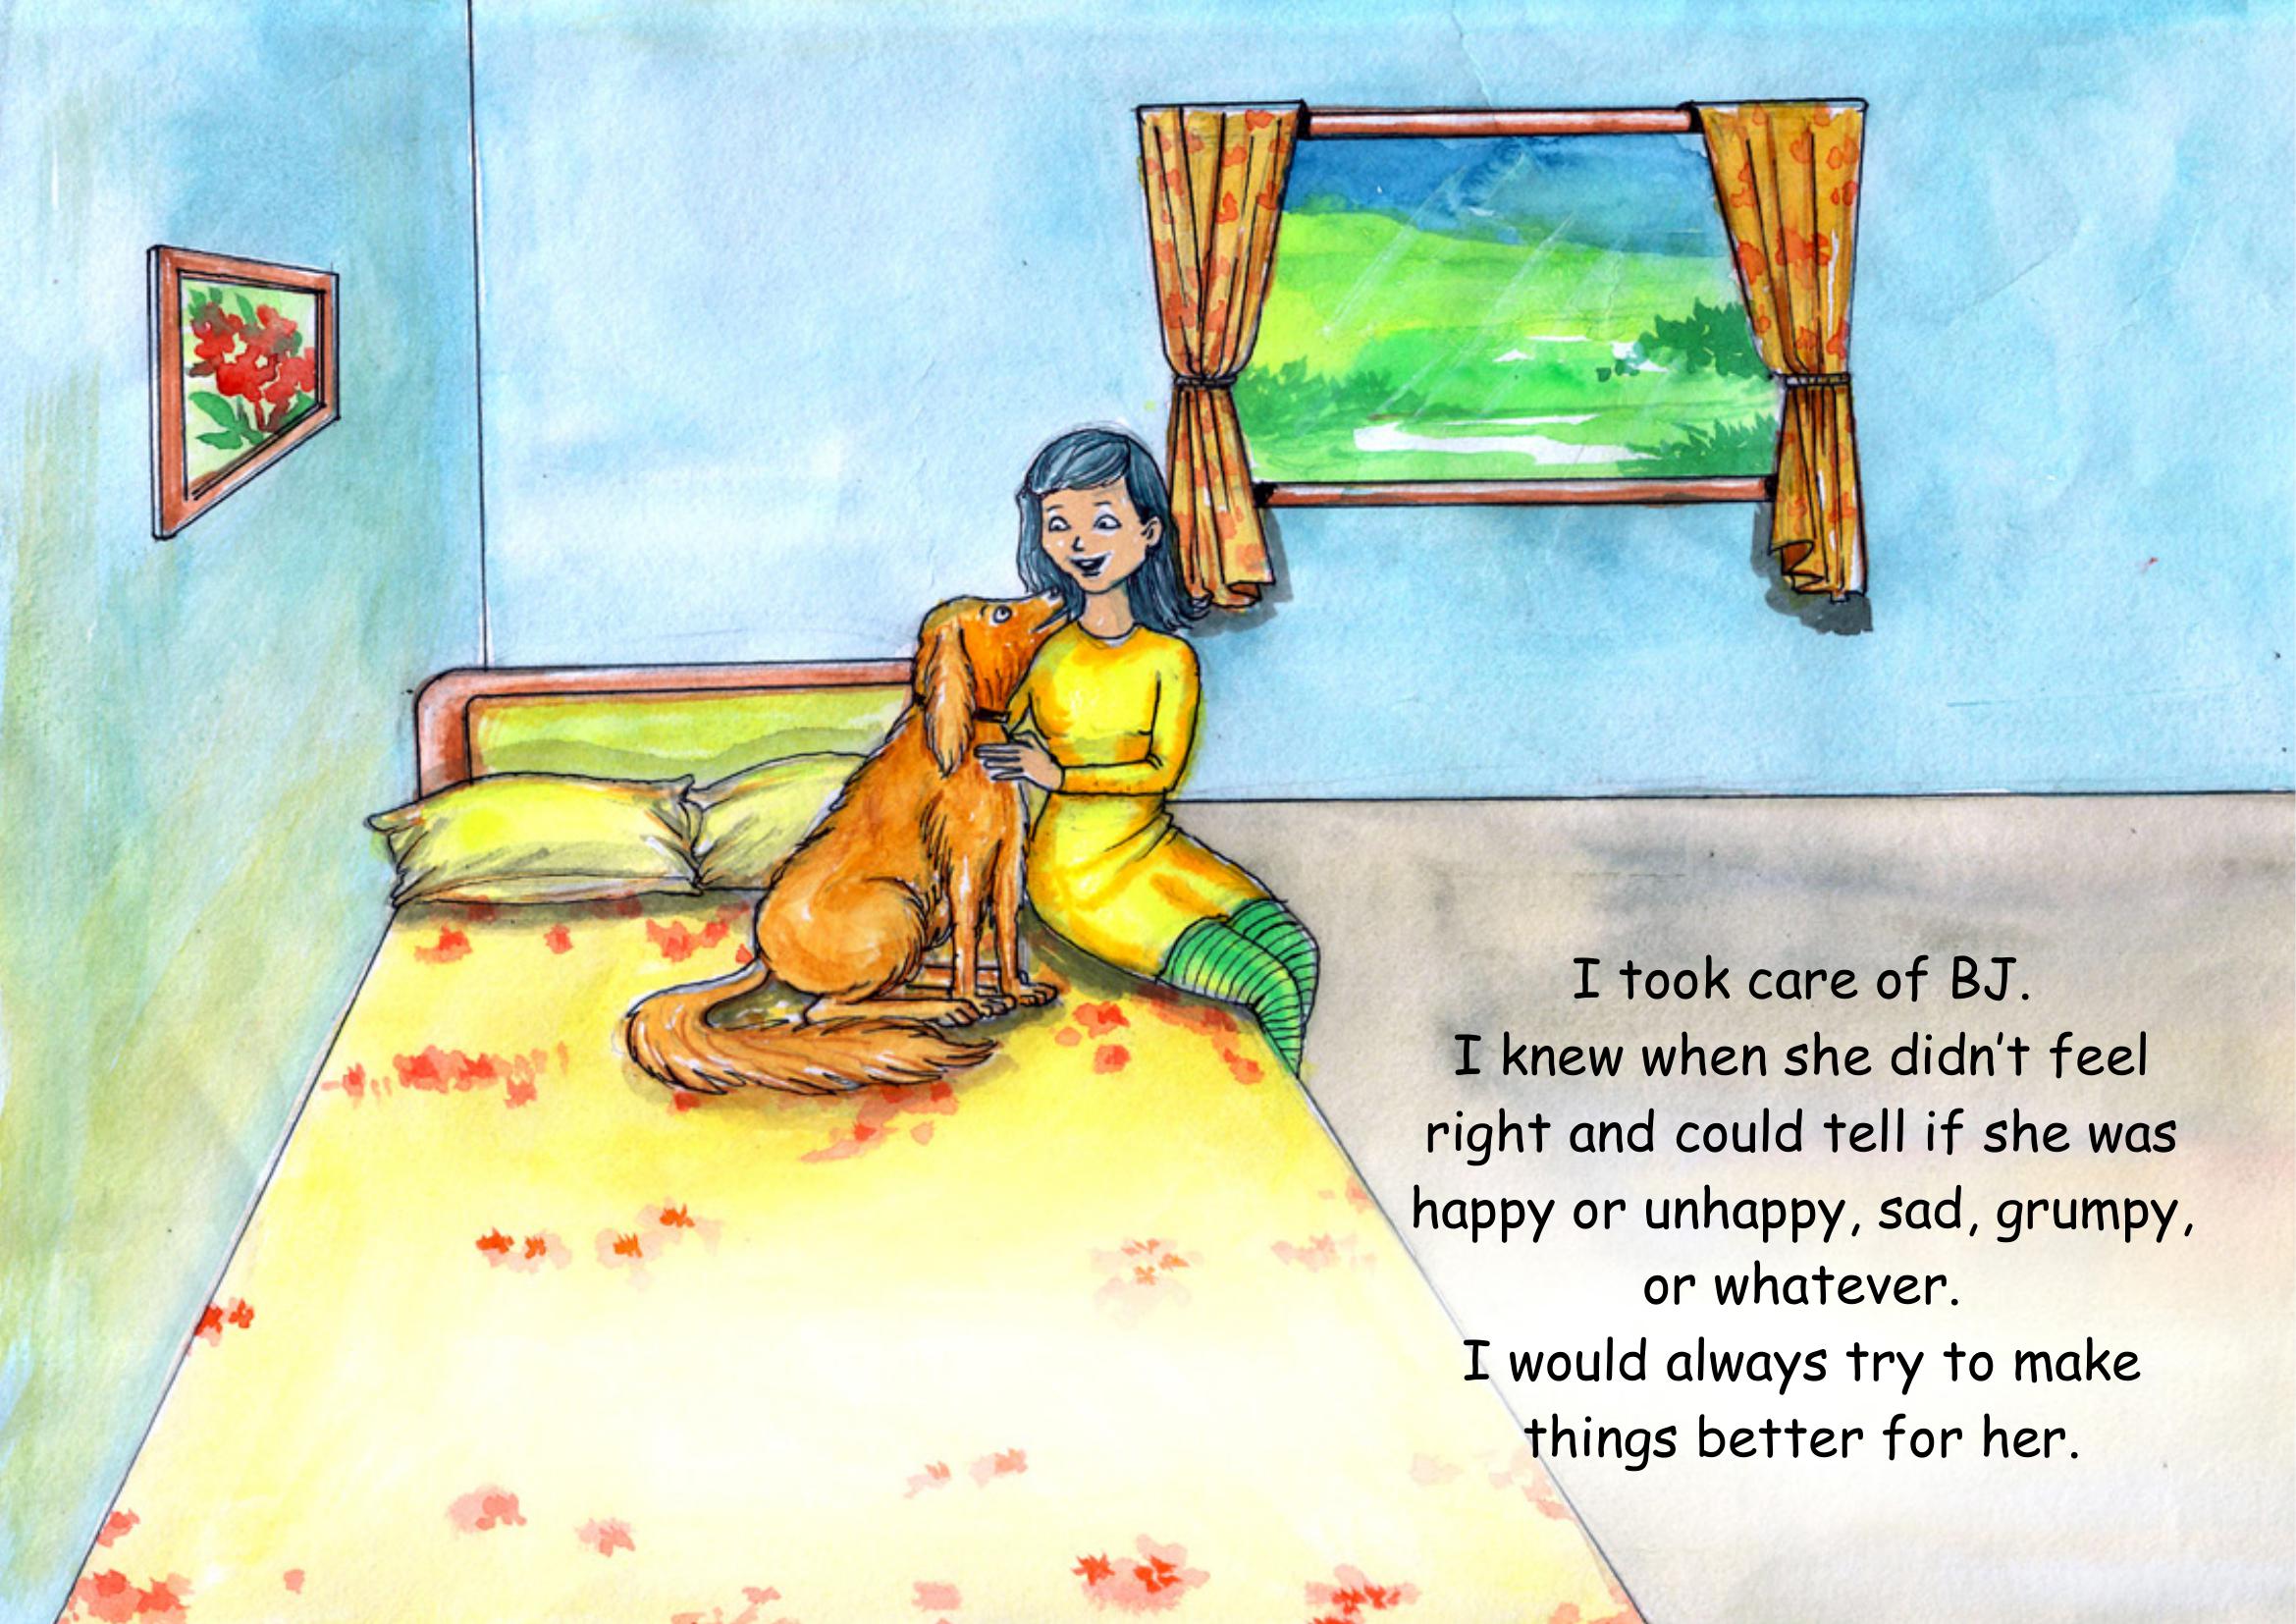 I took care of BJ.
I knew when she didn’t feel
right and could tell if she was
happy or unhappy, sad, grumpy,
or whatever.
I would always try to make
things better for her.